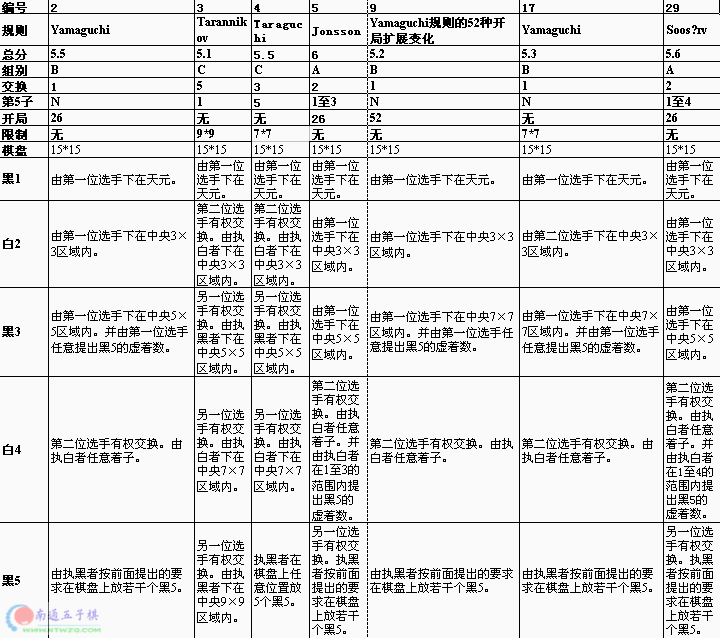 编号 2 3 4 5 9 17 29
规则
Yamaguchi
Tarannik
ov
Taraguc
hi
Jonsson
Yamaguchi规则的52种开
局扩展变化
Yamaguchi
Soos?rv
总分 5.5 5.1 5.5 6 5.2 5.3 5.6
组别 B C C A B B A
交换 1 5 3 2 1 1 2
第5子 N 1 5 1至3 N N 1至4
开局 26 无 无 26 52 无 26
限制 无 9*9 7*7 无 无 7*7 无
棋盘 15*15 15*15 15*15 15*15 15*15 15*15 15*15
黑1
由第一位选手下在天元。
由第一位
选手下在
天元。
由第一位
选手下在
天元。
由第一位
选手下在
天元。
由第一位选手下在天元。
由第一位选手下在天元。
由第一位
选手下在
天元。
白2
由第一位选手下在中央3×
3区域内。
第二位选
手有权交
换。由执
白者下在
中央3×3
区域内。
第二位选
手有权交
换。由执
白者下在
中央3×3
区域内。
由第一位
选手下在
中央3×3
区域内。
由第一位选手下在中央3×3
区域内。
由第二位选手下在中央3×
3区域内。
由第一位
选手下在
中央3×3
区域内。
黑3
由第一位选手下在中央5×
5区域内。并由第一位选手
任意提出黑5的虚着数。
另一位选
手有权交
换。由执
黑者下在
中央5×5
区域内。
另一位选
手有权交
换。由执
黑者下在
中央5×5
区域内。
由第一位
选手下在
中央5×5
区域内。
由第一位选手下在中央7×7
区域内。并由第一位选手任
意提出黑5的虚着数。
由第一位选手下在中央7×
7区域内。并由第一位选手
任意提出黑5的虚着数。
由第一位
选手下在
中央5×5
区域内。
白4
第二位选手有权交换。由
执白者任意着子。
另一位选
手有权交
换。由执
白者下在
中央7×7
区域内。
另一位选
手有权交
换。由执
白者下在
中央7×7
区域内。
第二位选
手有权交
换。由执
白者任意
着子。并
由执白者
在1至3的
范围内提
出黑5的
虚着数。
第二位选手有权交换。由执
白者任意着子。
第二位选手有权交换。由
执白者任意着子。
第二位选
手有权交
换。由执
白者任意
着子。并
由执白者
在1至4的
范围内提
出黑5的
虚着数。
黑5
由执黑者按前面提出的要
求在棋盘上放若干个黑5。
另一位选
手有权交
换。由执
黑者下在
中央9×9
区域内。
执黑者在
棋盘上任
意位置放
5个黑5。
另一位选
手有权交
换。执黑
者按前面
提出的要
求在棋盘
上放若干
个黑5。
由执黑者按前面提出的要求
在棋盘上放若干个黑5。
由执黑者按前面提出的要
求在棋盘上放若干个黑5。
另一位选
手有权交
换。执黑
者按前面
提出的要
求在棋盘
上放若干
个黑5。
南通五子棋
WWW.NTWZQ.COM